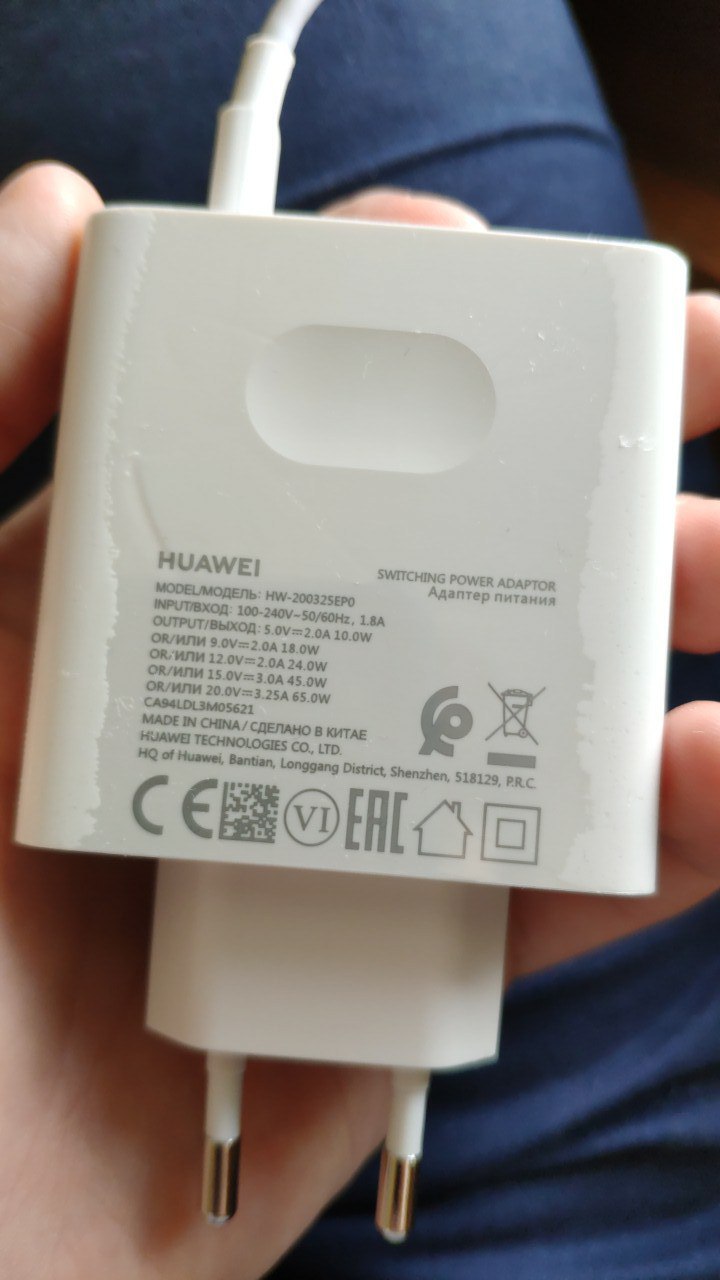 HUAWEI
SWITCHING POWER ADAPTOR
Адаптер питания
MODEL/МОДЕЛЬ: HW-200325EP0
INPUT/ВХОД: 100-240V~50/60Hz, 1.8A
OUTPUT/ВЫХОД: 5.0V⎓2.0A 10.0W
OR/ИЛИ 9.0V⎓2.0A 18.0W
OR/ИЛИ 12.0V⎓2.0A 24.0W
OR/ИЛИ 15.0V⎓3.0A 45.0W
OR/ИЛИ 20.0V⎓3.25A 65.0W
CA94LDL3M05621
MADE IN CHINA / СДЕЛАНО В КИТАЕ
HUAWEI TECHNOLOGIES CO., LTD.
HQ of Huawei, Bantian, Longgang District, Shenzhen, 518129, P.R.C.
CE VI EAC